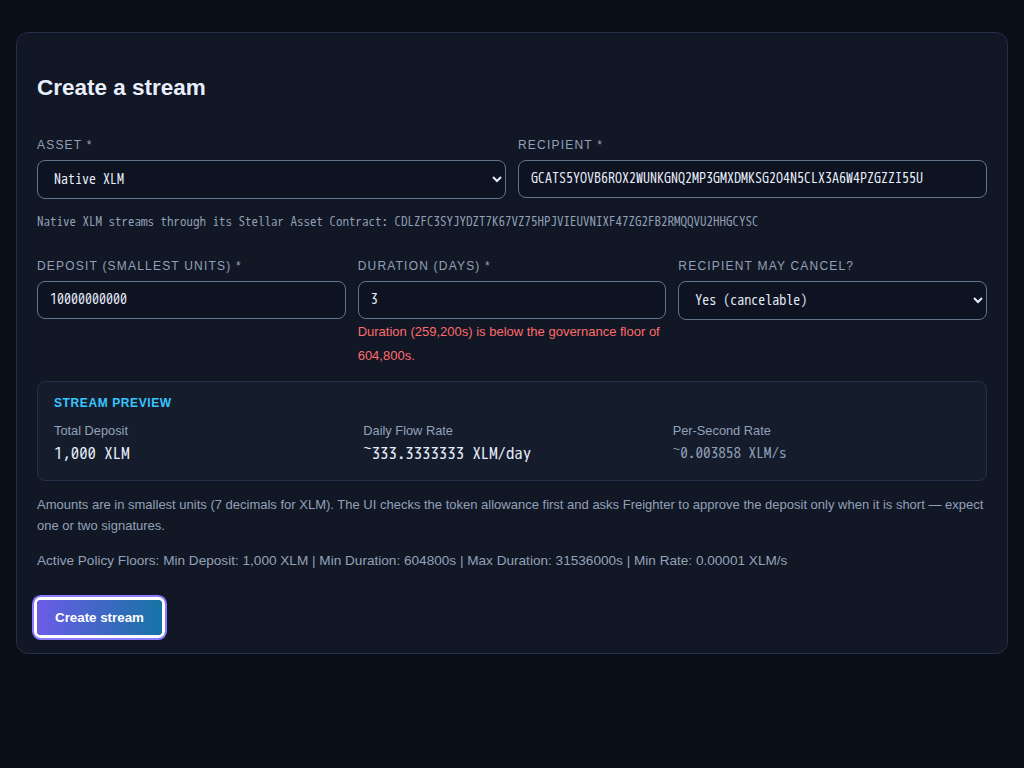 Create a stream
ASSET *
RECIPIENT *
Native XLM
GCATS5YOVB6ROX2WUNKGNQ2MP3GMXDMKSG2O4N5CLX3A6W4PZGZZI55U
Native XLM streams through its Stellar Asset Contract: CDLZFC3SYJYDZT7K67VZ75HPJVIEUVNIXF47ZG2FB2RMQQVU2HHGCYSC
DEPOSIT (SMALLEST UNITS) *
DURATION (DAYS) *
RECIPIENT MAY CANCEL?
10000000000
3
Yes (cancelable)
Duration (259,200s) is below the governance floor of
604,800s.
STREAM PREVIEW
Total Deposit
Daily Flow Rate
Per-Second Rate
1,000 XLM
~333.3333333 XLM/day
~0.003858 XLM/s
Amounts are in smallest units (7 decimals for XLM). The UI checks the token allowance first and asks Freighter to approve the deposit only when it is short — expect
one or two signatures.
Active Policy Floors: Min Deposit: 1,000 XLM | Min Duration: 604800s | Max Duration: 31536000s | Min Rate: 0.00001 XLM/s
Create stream